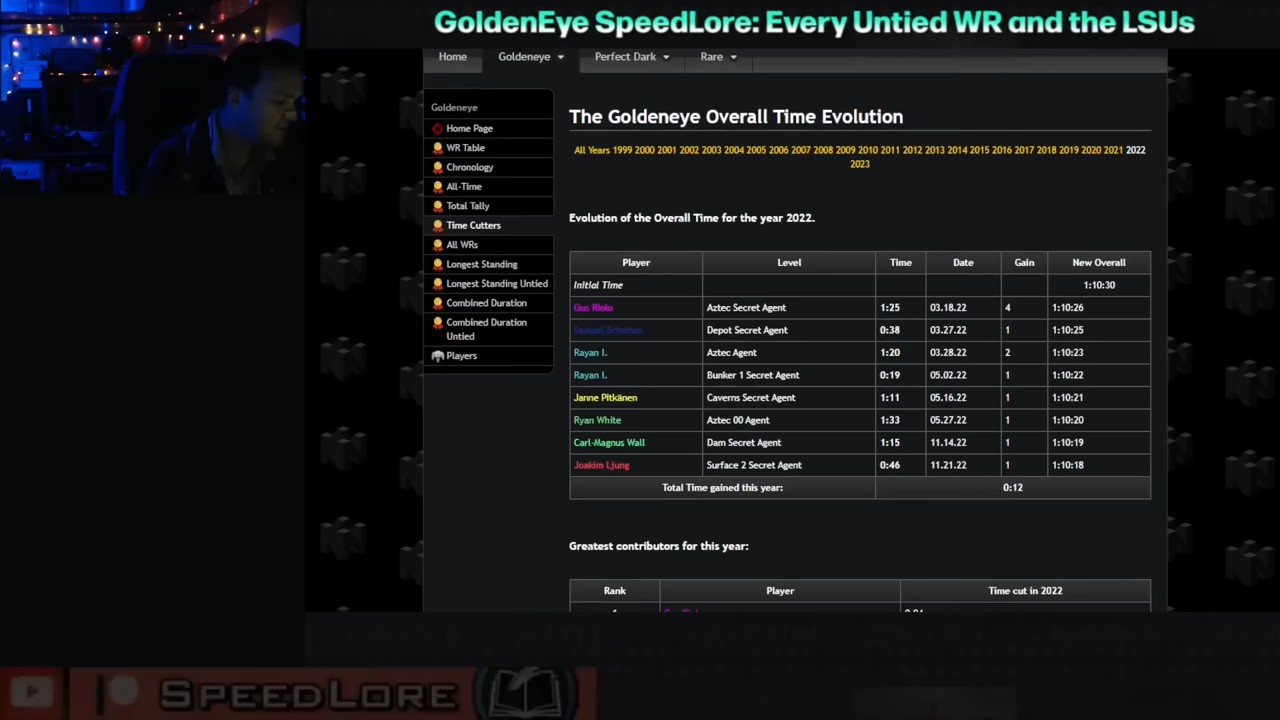 GoldenEye SpeedLore: Every Untied WR and the LSUs
Home Goldeneye Perfect Dark Rare
Goldeneye
Home Page
WR Table
Chronology
All-Time
Total Tally
Time Cutters
All WRs
Longest Standing
Longest Standing Untied
Combined Duration
Combined Duration
Untied
Players
The Goldeneye Overall Time Evolution
All Years 1999 2000 2001 2002 2003 2004 2005 2006 2007 2008 2009 2010 2011 2012 2013 2014 2015 2016 2017 2018 2019 2020 2021 2022
2023
Evolution of the Overall Time for the year 2022.
Player Level Time Date Gain New Overall
Initial Time 1:10:30
Gus Riolo Aztec Secret Agent 1:25 03.18.22 4 1:10:26
Samuel Scholten Depot Secret Agent 0:38 03.27.22 1 1:10:25
Rayan I. Aztec Agent 1:20 03.28.22 2 1:10:23
Rayan I. Bunker 1 Secret Agent 0:19 05.02.22 1 1:10:22
Janne Pitkänen Caverns Secret Agent 1:11 05.16.22 1 1:10:21
Ryan White Aztec 00 Agent 1:33 05.27.22 1 1:10:20
Carl-Magnus Wall Dam Secret Agent 1:15 11.14.22 1 1:10:19
Joakim Ljung Surface 2 Secret Agent 0:46 11.21.22 1 1:10:18
Total Time gained this year: 0:12
Greatest contributors for this year:
Rank Player Time cut in 2022
SPEEDLORE